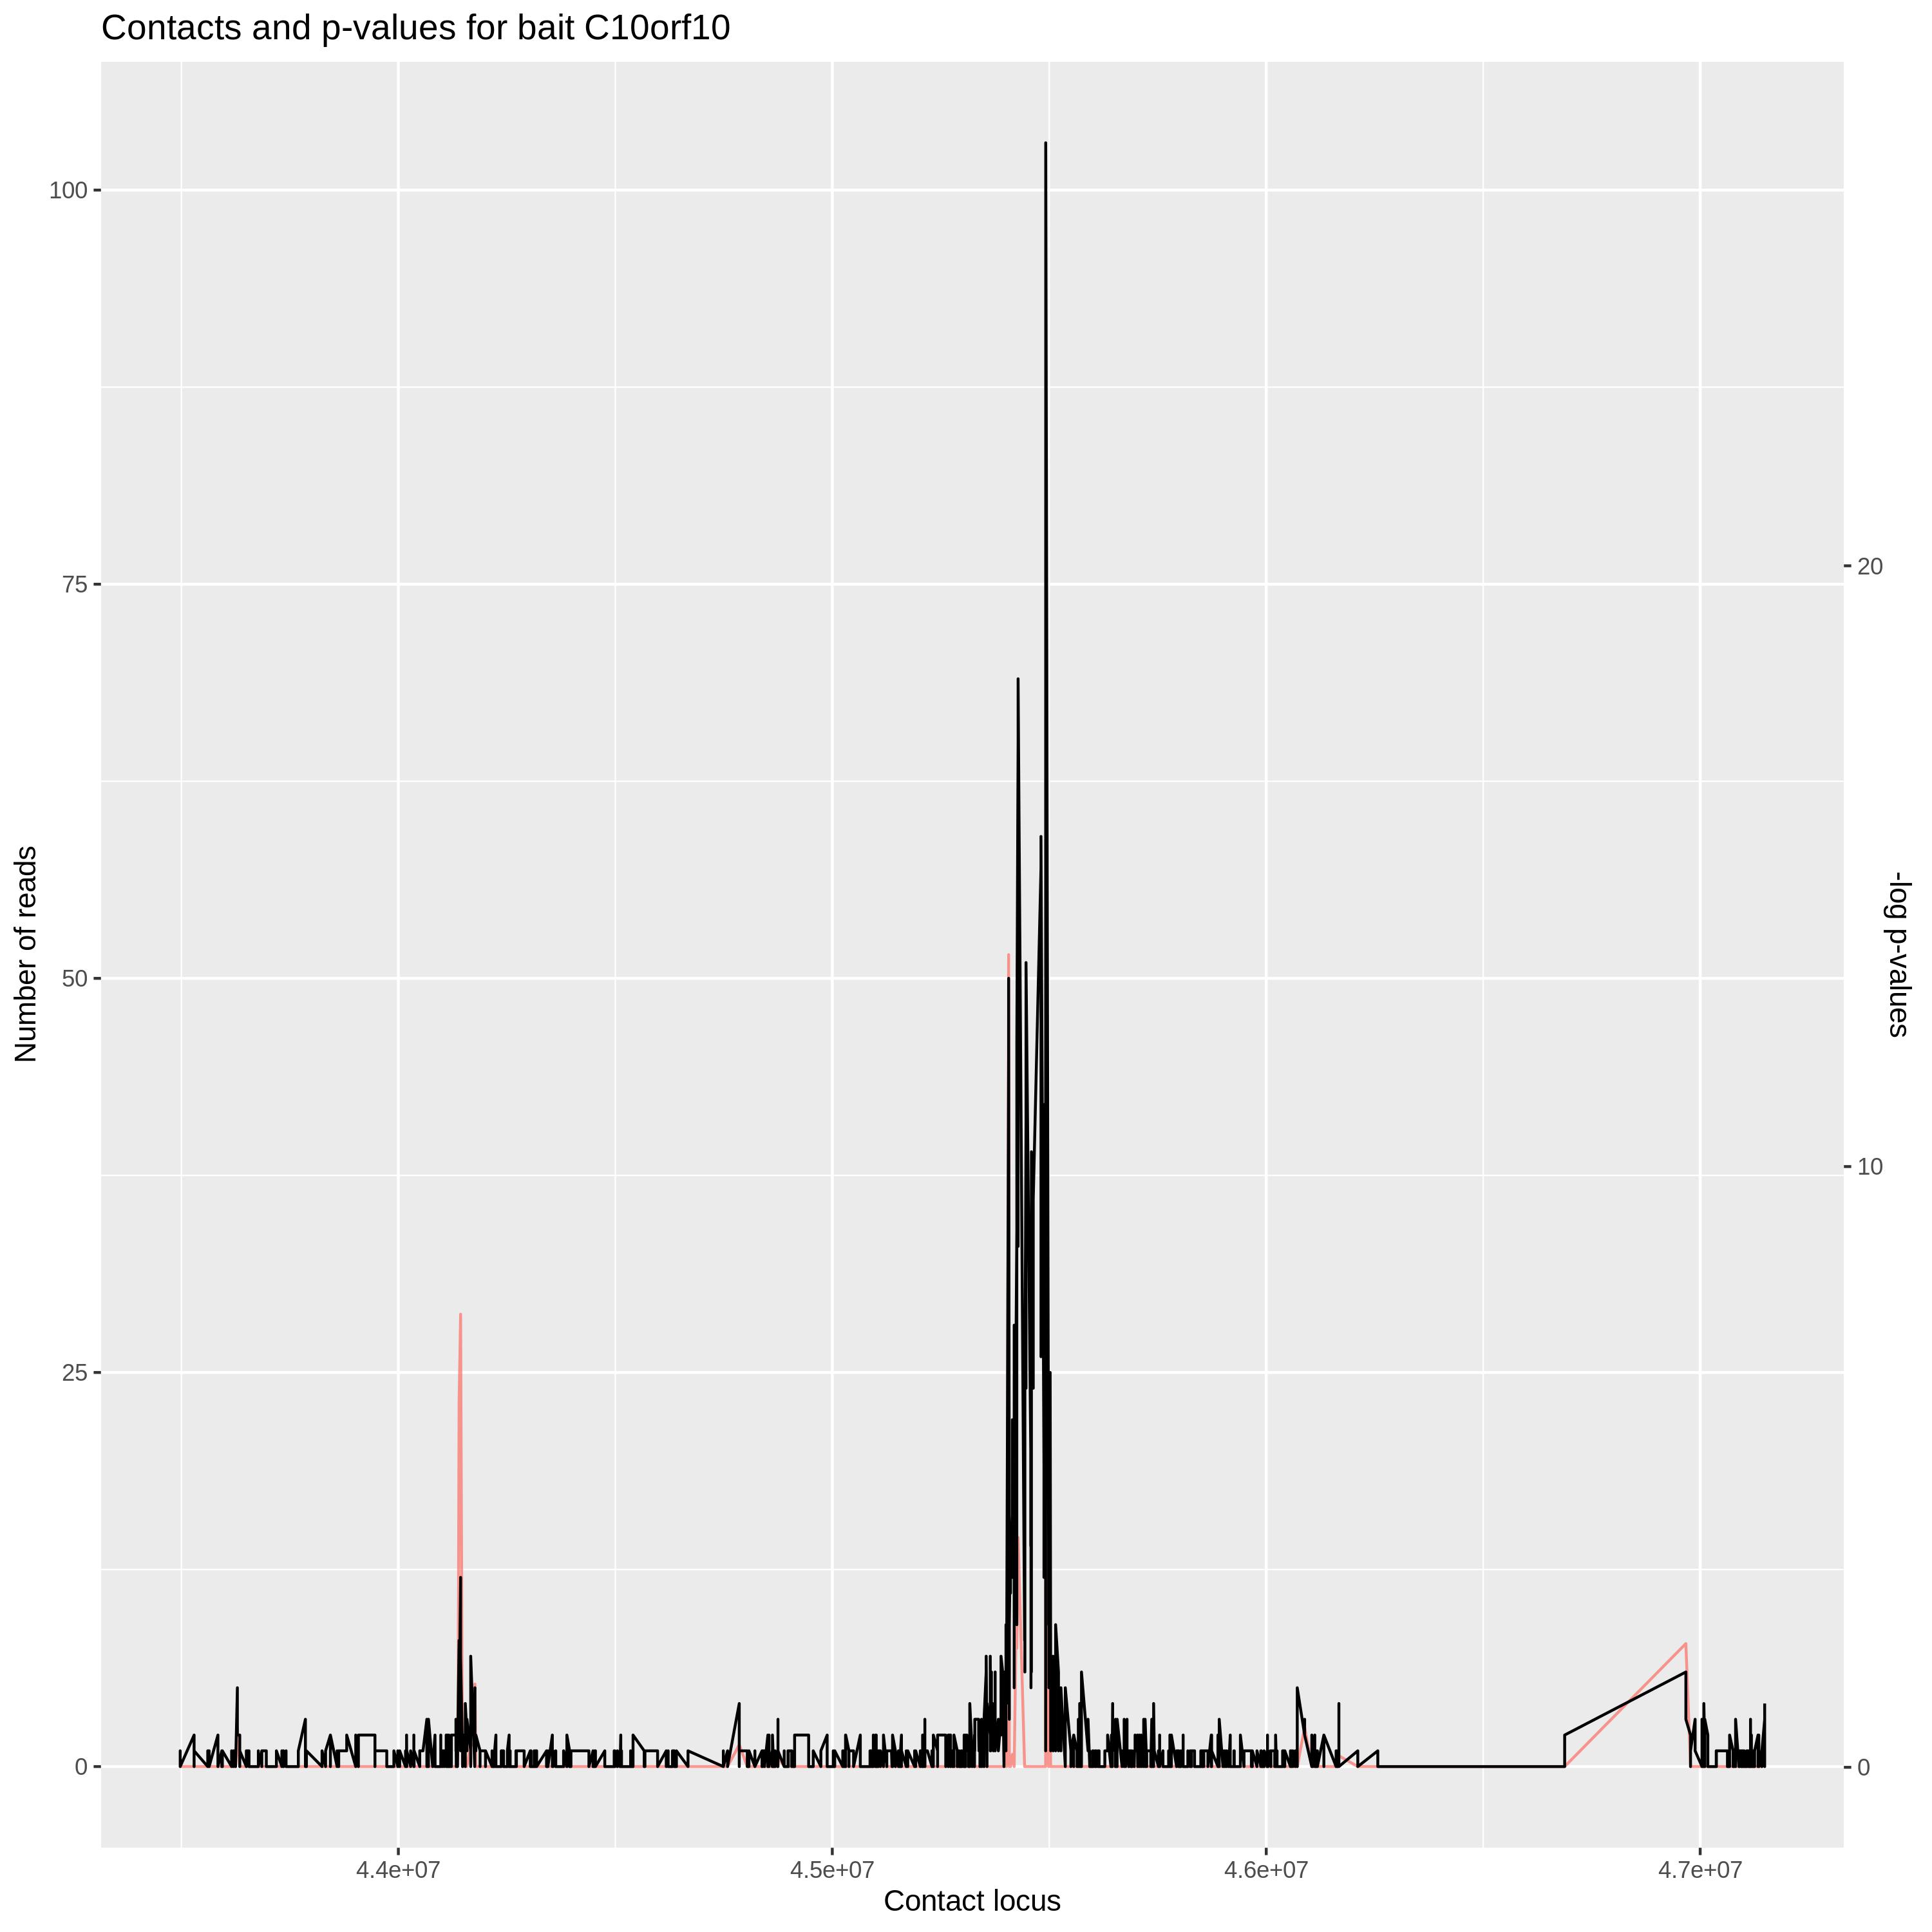 Contacts and p-values for bait C10orf10
100
75
50
25
0
Number of reads
20
10
0
-log p-values
4.4e+07
4.5e+07
4.6e+07
4.7e+07
Contact locus